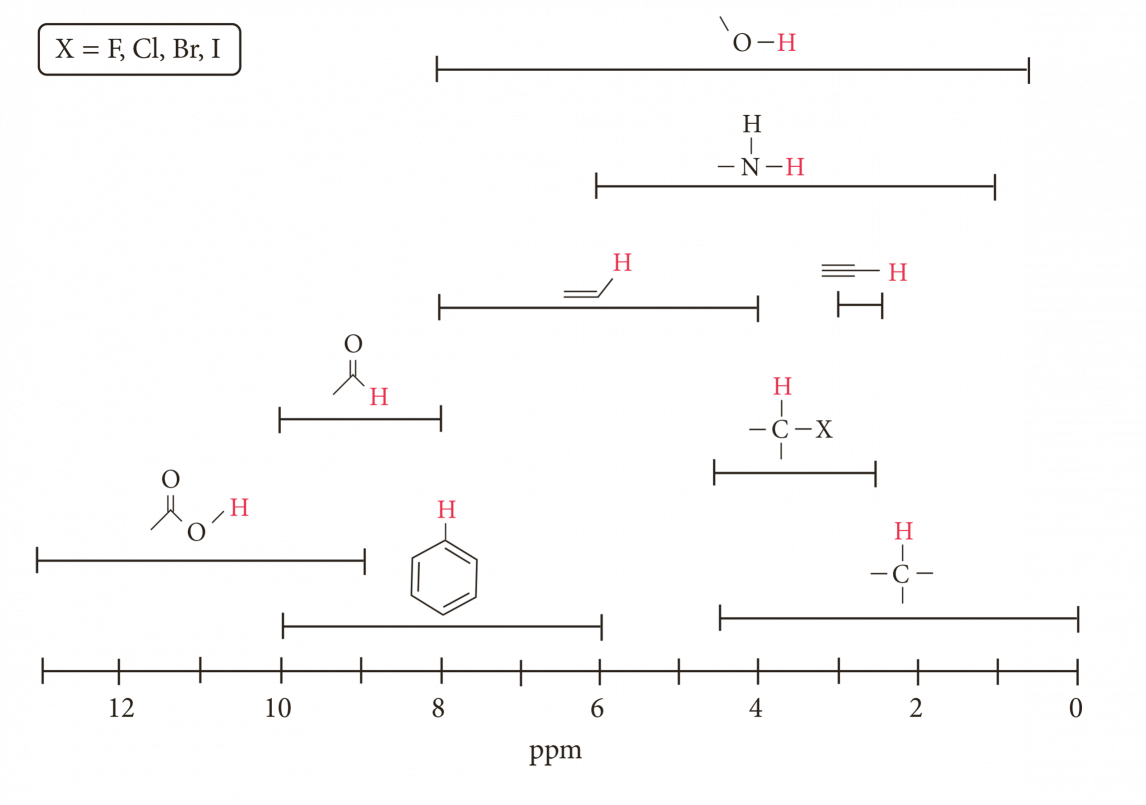 X = F, Cl, Br, I
O–H
H
–N–H
H
H
O
H
H
–C–X
O
O
H
H
H
–C–
12 10 8 6 4 2 0
ppm